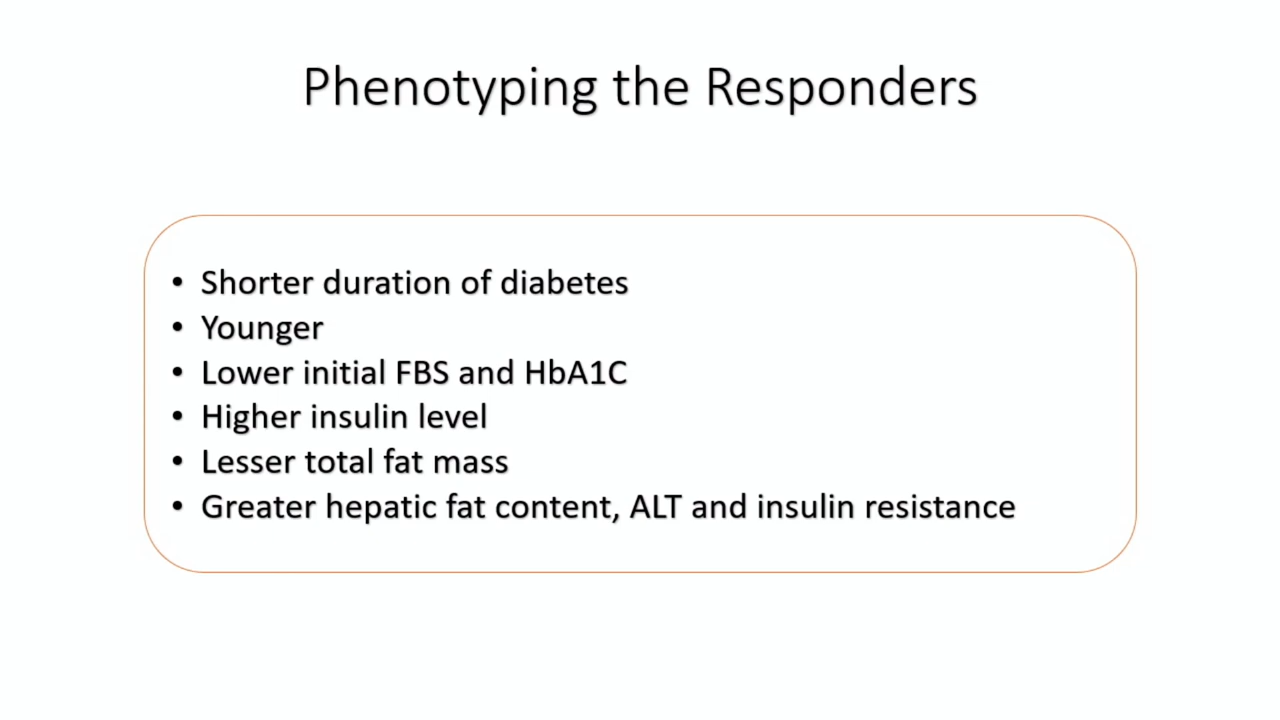 Phenotyping the Responders
• Shorter duration of diabetes
• Younger
• Lower initial FBS and HbA1C
• Higher insulin level
• Lesser total fat mass
• Greater hepatic fat content, ALT and insulin resistance